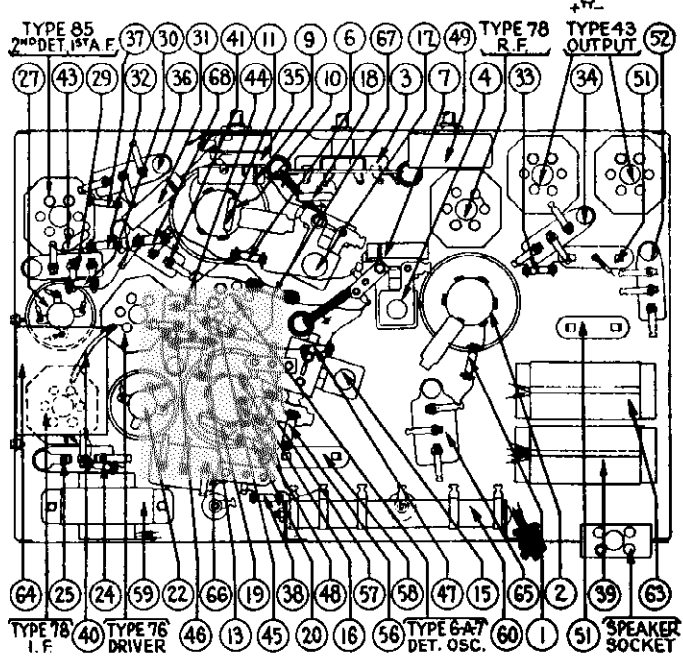 TYPE 85 TYPE 78 TYPE 43
2ND DET. 1ST A.F. 37 30 31 41 11 9 6 67 12 49 R.F. OUTPUT 52
27 43 29 32 36 68 44 35 10 18 3 7 4 33 34 51
64 25 24 59 22 66 19 38 48 57 58 47 15 65 2 39 63
TYPE 78 40 TYPE 76 46 13 45 20 16 56 TYPE 6-A-7 60 1 51 SPEAKER
I.F. DRIVER DET. OSC. SOCKET